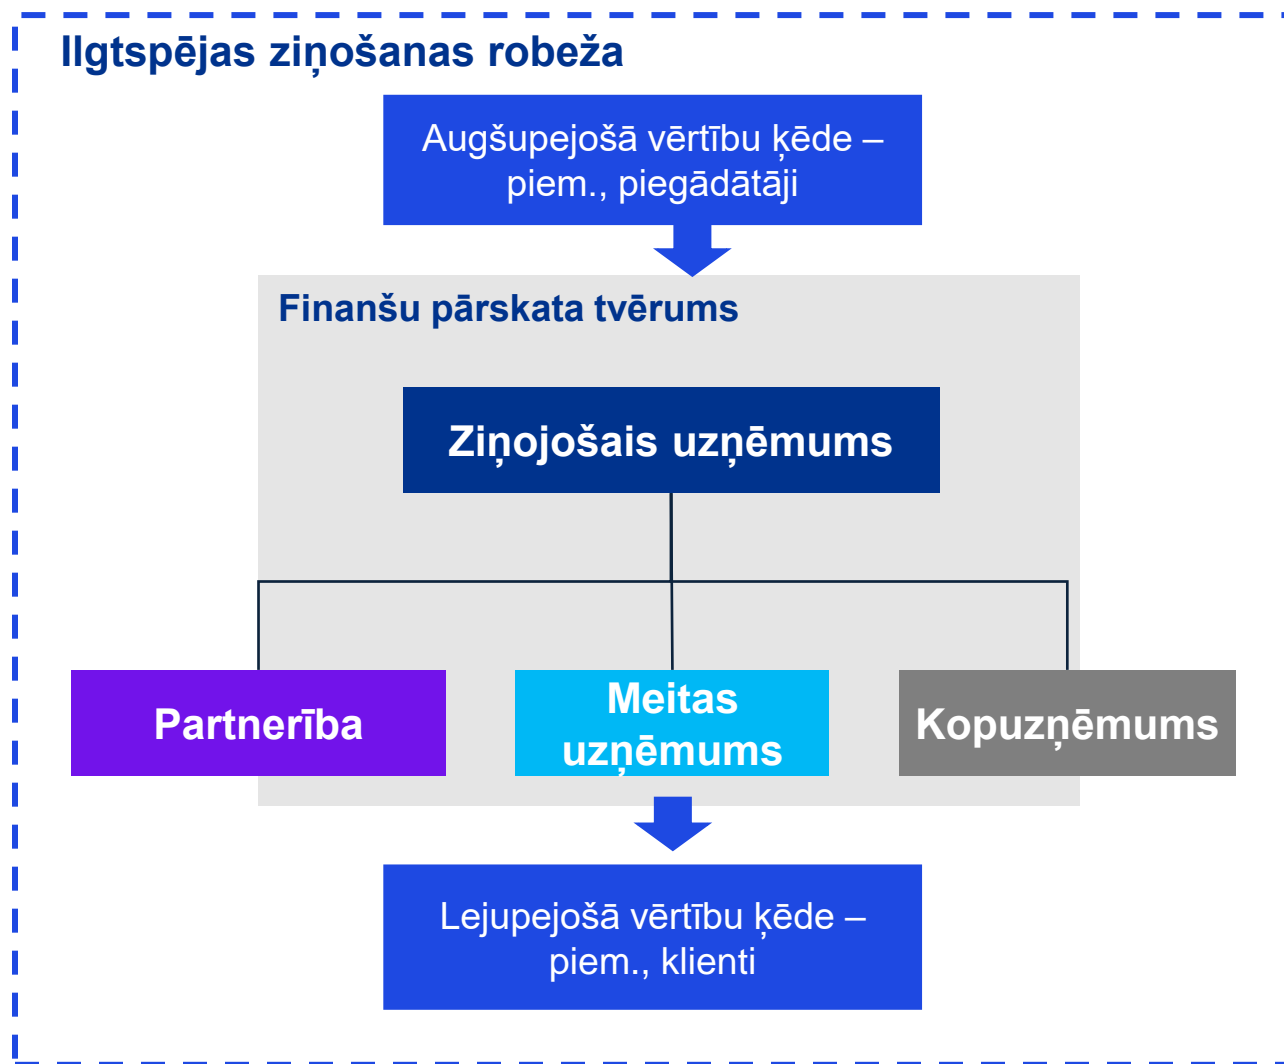 Ilgtspējas ziņošanas robeža
Augšupejošā vērtību ķēde –
piem., piegādātāji
Finanšu pārskata tvērums
Ziņojošais uzņēmums
Partnerība
Meitas
uzņēmums
Kopuzņēmums
Lejupejošā vērtību ķēde –
piem., klienti